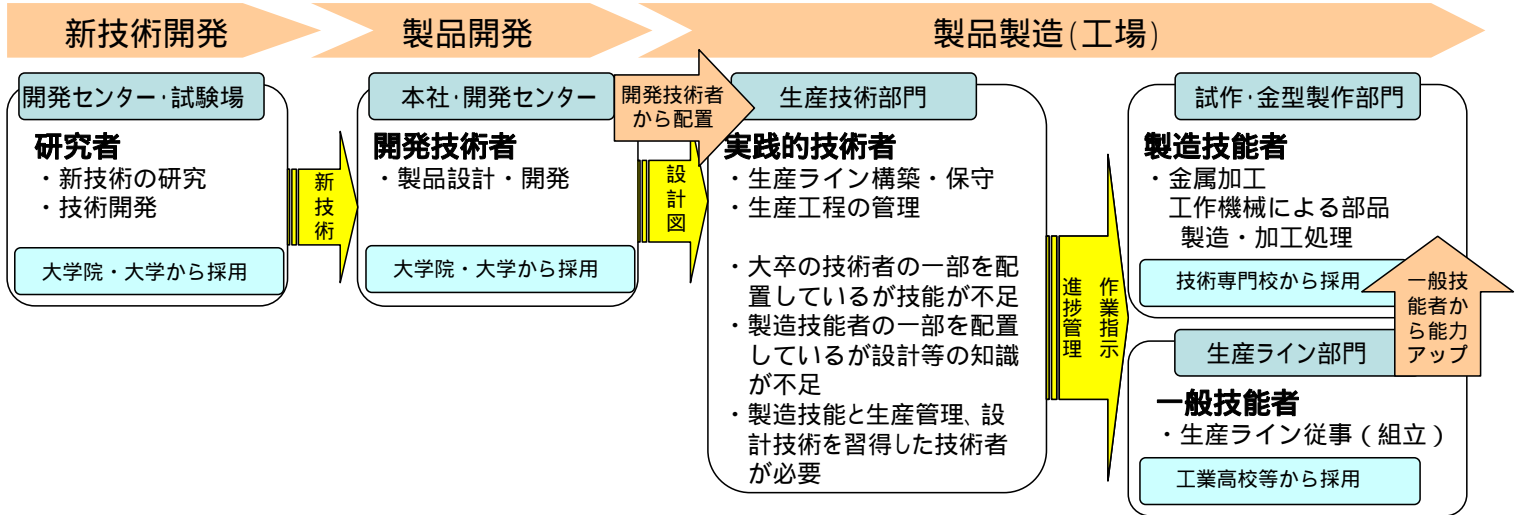 新技術開発
製品開発
製品製造(工場)
開発センター・試験場
研究者
・新技術の研究
・技術開発
大学院・大学から採用
新技術
本社・開発センター
開発技術者
・製品設計・開発
大学院・大学から採用
開発技術者
から配置
設計図
生産技術部門
実践的技術者
・生産ライン構築・保守
・生産工程の管理
・大卒の技術者の一部を配
置しているが技能が不足
・製造技能者の一部を配置
しているが設計等の知識
が不足
・製造技能と生産管理、設
計技術を習得した技術者
が必要
作業指示
進捗管理
試作・金型製作部門
製造技能者
・金属加工
工作機械による部品
製造・加工処理
技術専門校から採用
一般技
能者か
ら能力
アップ
生産ライン部門
一般技能者
・生産ライン従事(組立)
工業高校等から採用